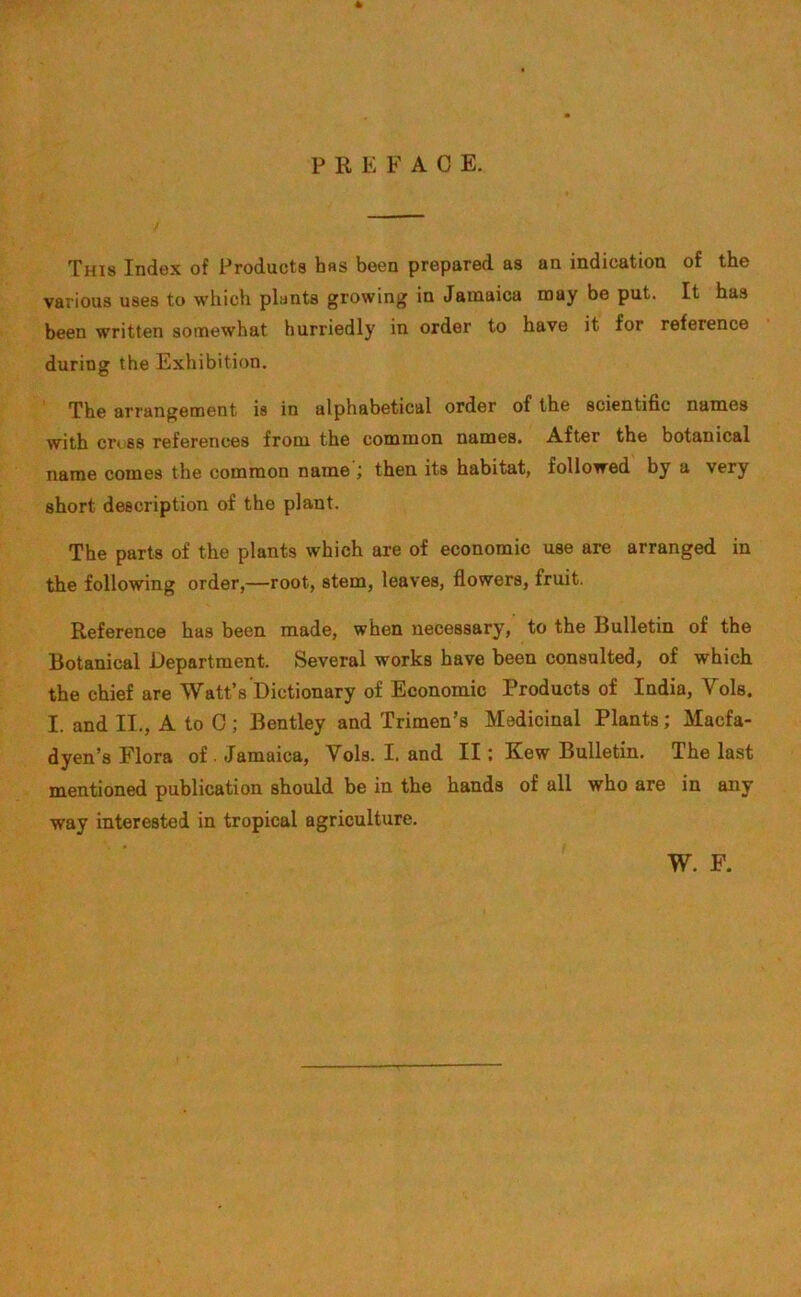 PREFACE.
This Index of Products has been prepared as an indication of the
various uses to which plants growing in Jamaica may be put. It has
been written somewhat hurriedly in order to have it for reference
during the Exhibition.
The arrangement is in alphabetical order of the scientific names
with cross references from the common names. After the botanical
name comes the common name; then its habitat, followed by a very
short description of the plant.
The parts of the plants which are of economic use are arranged in
the following order,—root, stem, leaves, flowers, fruit.
Reference has been made, when necessary, to the Bulletin of the
Botanical Department. Several works have been consulted, of which
the chief are Watt's Dictionary of Economic Products of India, Vols.
I. and II., A to C; Bentley and Trimen's Medicinal Plants; Macfa-
dyen's Flora of Jamaica, Vols. I. and II; Kew Bulletin. The last
mentioned publication should be in the hands of all who are in any
way interested in tropical agriculture.
W. F.